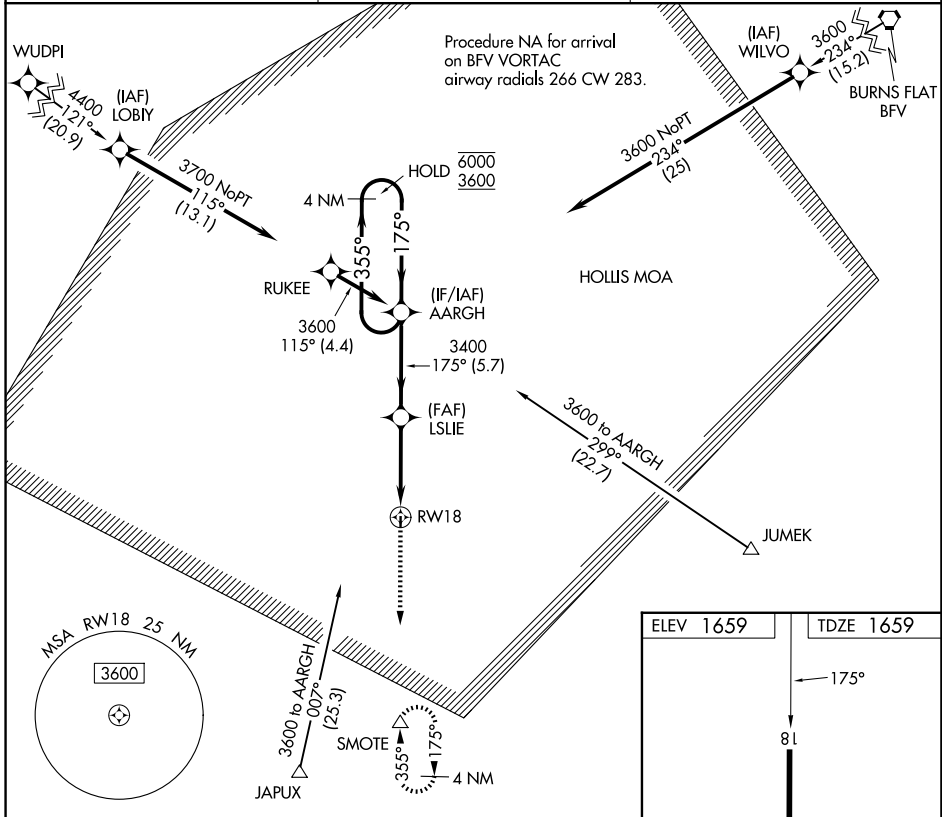 WUDPI
4400
121°
(20.9)
(IAF)
LOBIY
3700 NoPT
115°
(13.1)
Procedure NA for arrival
on BFV VORTAC
airway radials 266 CW 283.
(IAF)
WILVO
3600
234°
(15.2)
BURNS FLAT
BFV
3600 NoPT
234°
(25)
HOLD 6000
3600
4 NM
355°
175°
RUKEE
3600
115° (4.4)
(IF/IAF)
AARGH
HOLLIS MOA
3400
175° (5.7)
(FAF)
LSLIE
3600 to AARGH
299°
(22.7)
JUMEK
RW18
MSA RW18 25 NM
3600
3600 to AARGH
007°
(25.3)
JAPUX
SMOTE
355°
175°
4 NM
ELEV 1659
TDZE 1659
175°
18